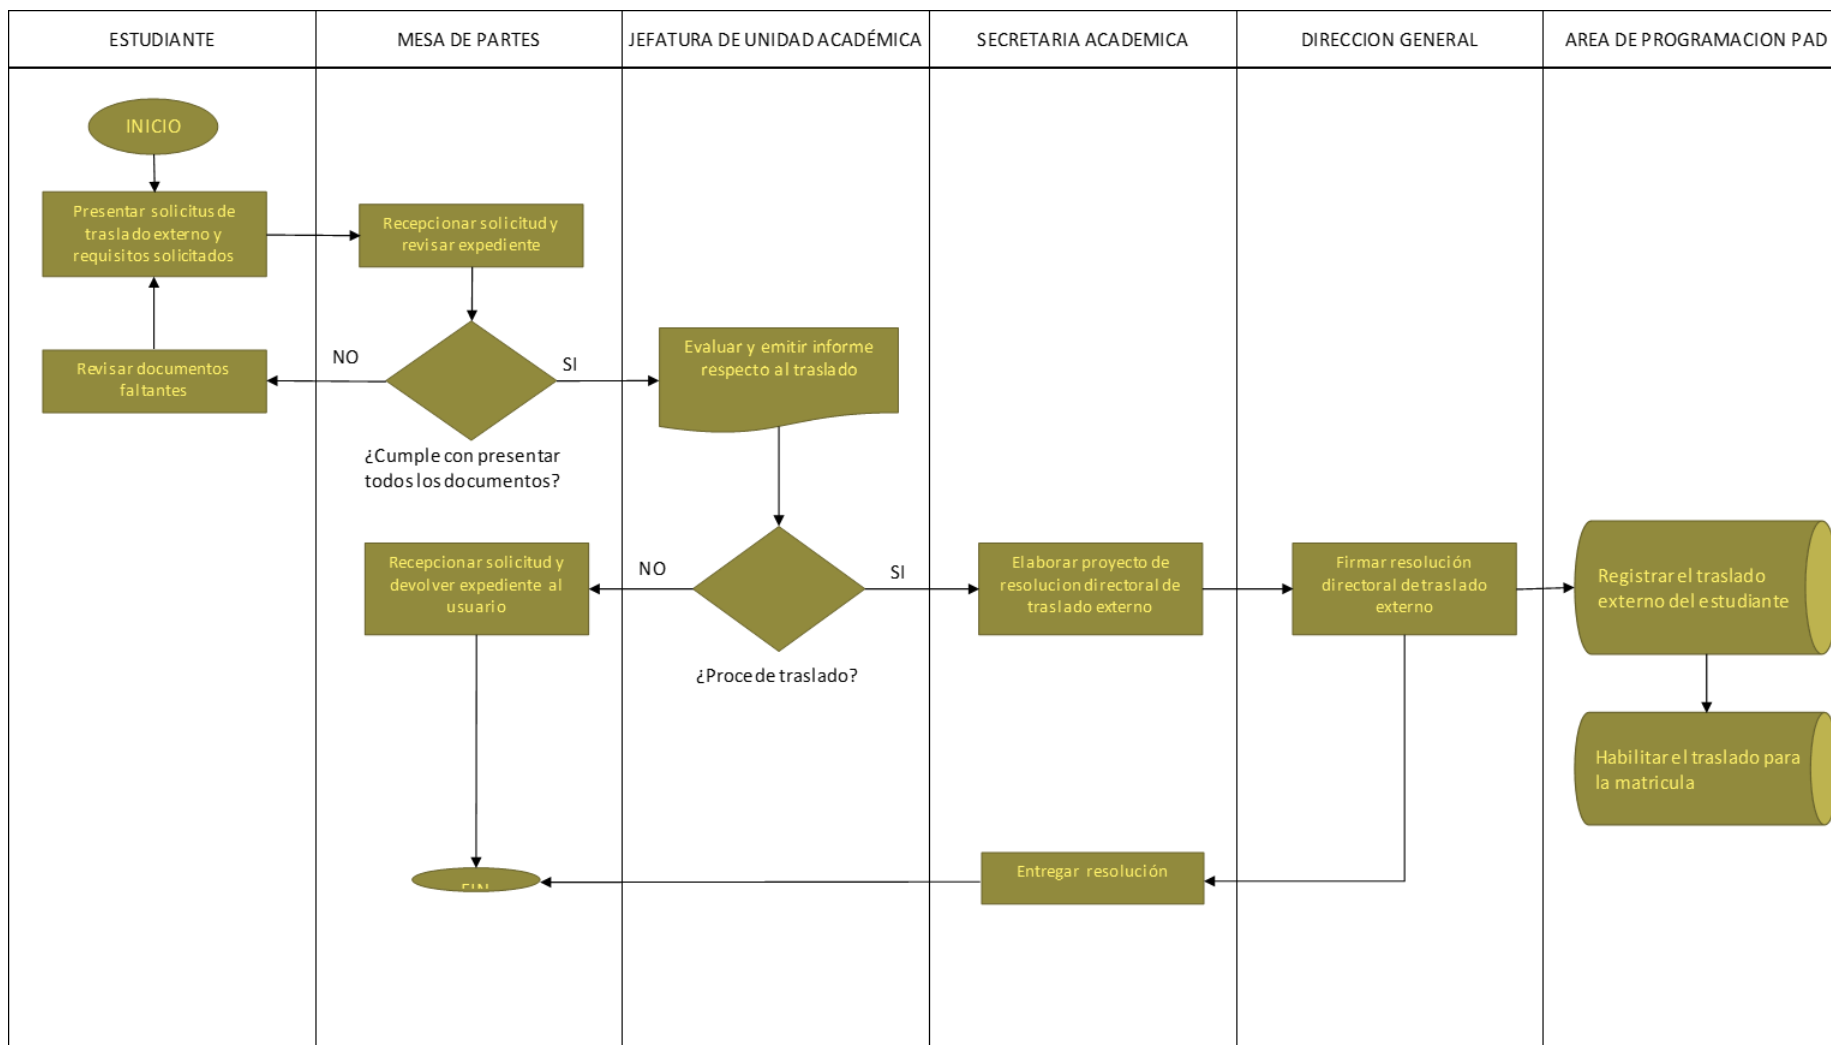 ESTUDIANTE
MESA DE PARTES
JEFATURA DE UNIDAD ACADÉMICA
SECRETARIA ACADEMICA
DIRECCION GENERAL
AREA DE PROGRAMACION PAD
INICIO
Presentar solicitus de
traslado externo y
requisitos solicitados
Recepcionar solicitud y
revisar expediente
Revisar documentos
faltantes
NO
SI
¿Cumple con presentar
todos los documentos?
Evaluar y emitir informe
respecto al traslado
Recepcionar solicitud y
devolver expediente al
usuario
NO
SI
¿Procede traslado?
Elaborar proyecto de
resolucion directoral de
traslado externo
Firmar resolución
directoral de traslado
externo
Registrar el traslado
externo del estudiante
Habilitar el traslado para
la matricula
Entregar resolución
FIN